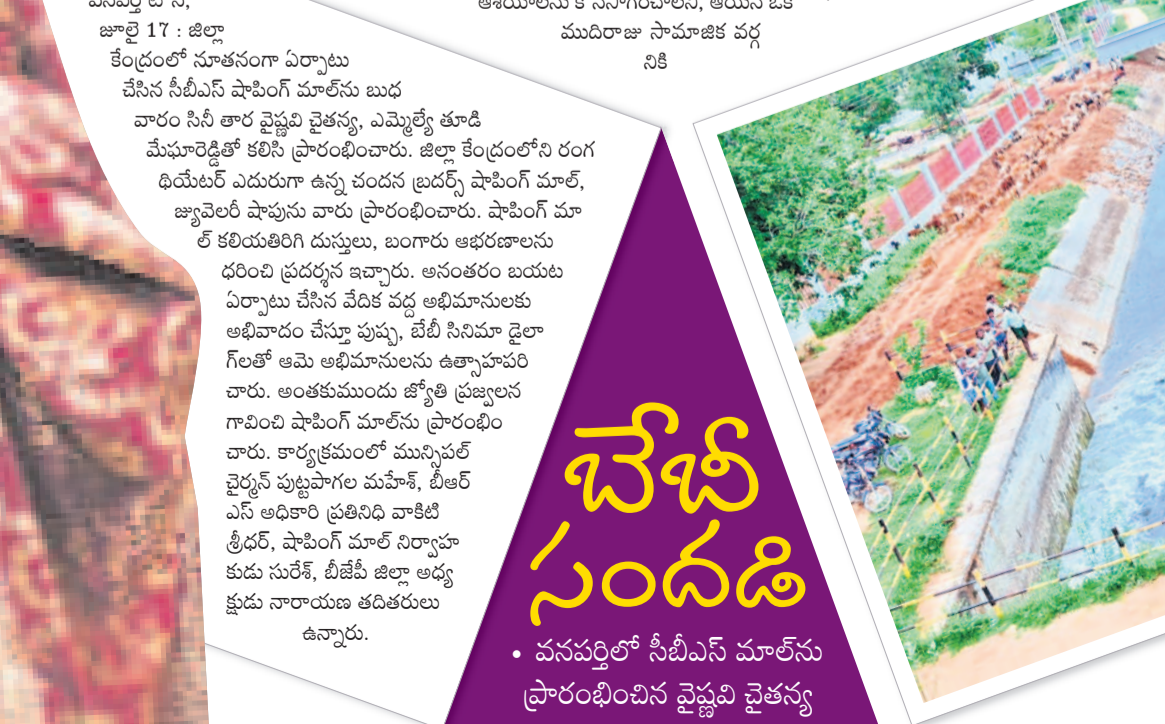 జూలై 17 : జిల్లా
కేంద్రంలో నూతనంగా ఏర్పాటు
చేసిన సీబీఎస్ షాపింగ్ మాల్‌ను బుధ
వారం సినీ తార వైష్ణవి చైతన్య, ఎమ్మెల్యే తూడి
మేఘారెడ్డితో కలిసి ప్రారంభించారు. జిల్లా కేంద్రంలోని రంగ
థియేటర్ ఎదురుగా ఉన్న చందన బ్రదర్స్ షాపింగ్ మాల్,
జ్యువెలరీ షాపును వారు ప్రారంభించారు. షాపింగ్ మా
ల్ కలియతిరిగి దుస్తులు, బంగారు ఆభరణాలను
ధరించి ప్రదర్శన ఇచ్చారు. అనంతరం బయట
ఏర్పాటు చేసిన వేదిక వద్ద అభిమానులకు
అభివాదం చేస్తూ పుష్ప, బేబీ సినిమా డైలా
గ్‌లతో ఆమె అభిమానులను ఉత్సాహపరి
చారు. అంతకుముందు జ్యోతి ప్రజ్వలన
గావించి షాపింగ్ మాల్‌ను ప్రారంభిం
చారు. కార్యక్రమంలో మున్సిపల్
చైర్మన్ పుట్టపాగల మహేశ్, బీఆర్
ఎస్ అధికారి ప్రతినిధి వాకిటి
శ్రీధర్, షాపింగ్ మాల్ నిర్వాహ
కుడు సురేశ్, బీజేపీ జిల్లా అధ్య
క్షుడు నారాయణ తదితరులు
ఉన్నారు.
ముదిరాజు సామాజిక వర్గ
నికి
బేబీ
సందడి
• వనపర్తిలో సీబీఎస్ మాల్‌ను
ప్రారంభించిన వైష్ణవి చైతన్య